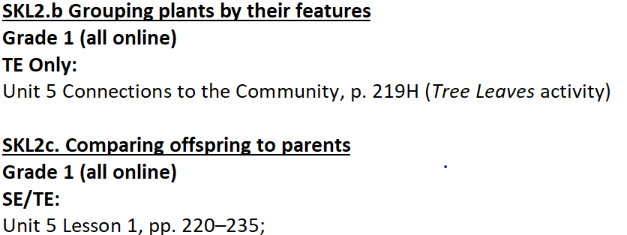 SKL2.b Grouping plants by their features
Grade 1 (all online)
TE Only:
Unit 5 Connections to the Community, p. 219H (Tree Leaves activity)
SKL2c. Comparing offspring to parents
Grade 1 (all online)
SE/TE:
Unit 5 Lesson 1, pp. 220–235;